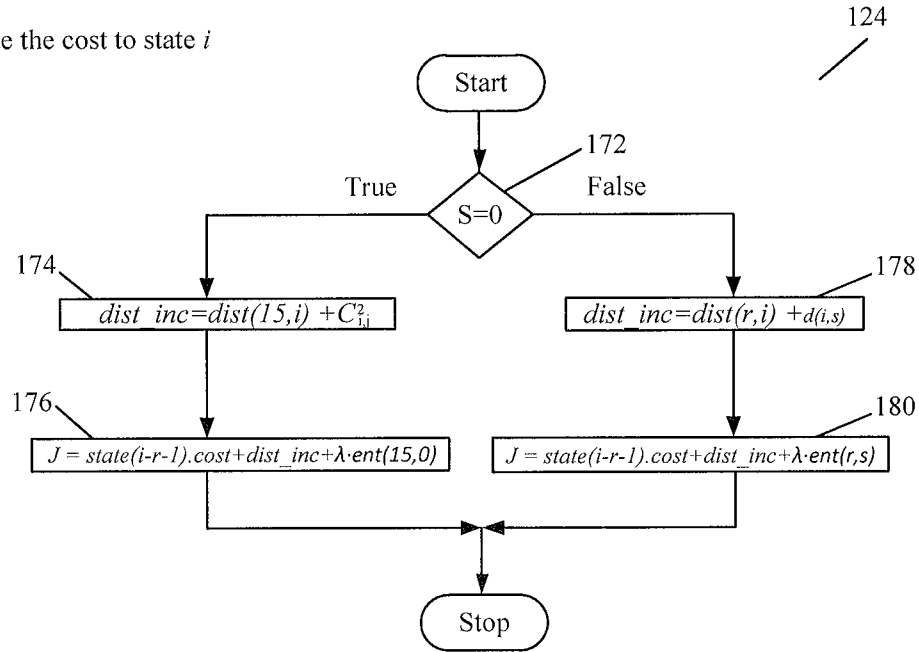 124
e the cost to state i
Start
172
True
False
S=0
174
178
dist_inc=dist(15,i) +C²i,j
dist_inc=dist(r,i) +d(i,s)
176
180
J = state(i-r-1).cost+dist_inc+λ·ent(15,0)
J = state(i-r-1).cost+dist_inc+λ·ent(r,s)
Stop